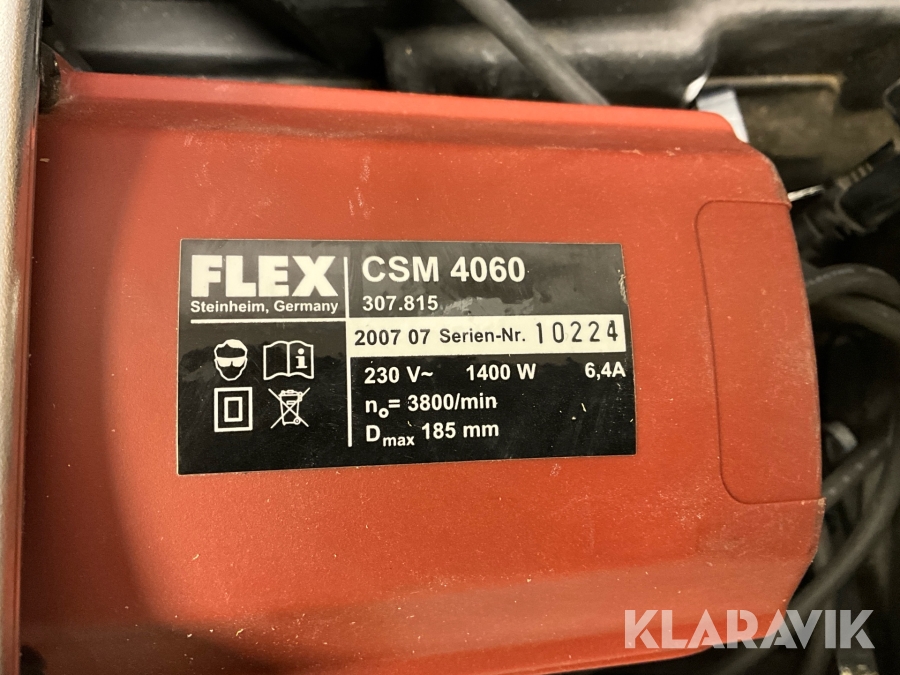 FLEX
Steinheim, Germany
CSM 4060
307.815
2007 07 Serien-Nr. 10224
230 V~ 1400 W 6,4A
no= 3800/min
Dmax 185 mm
KLARAVIK